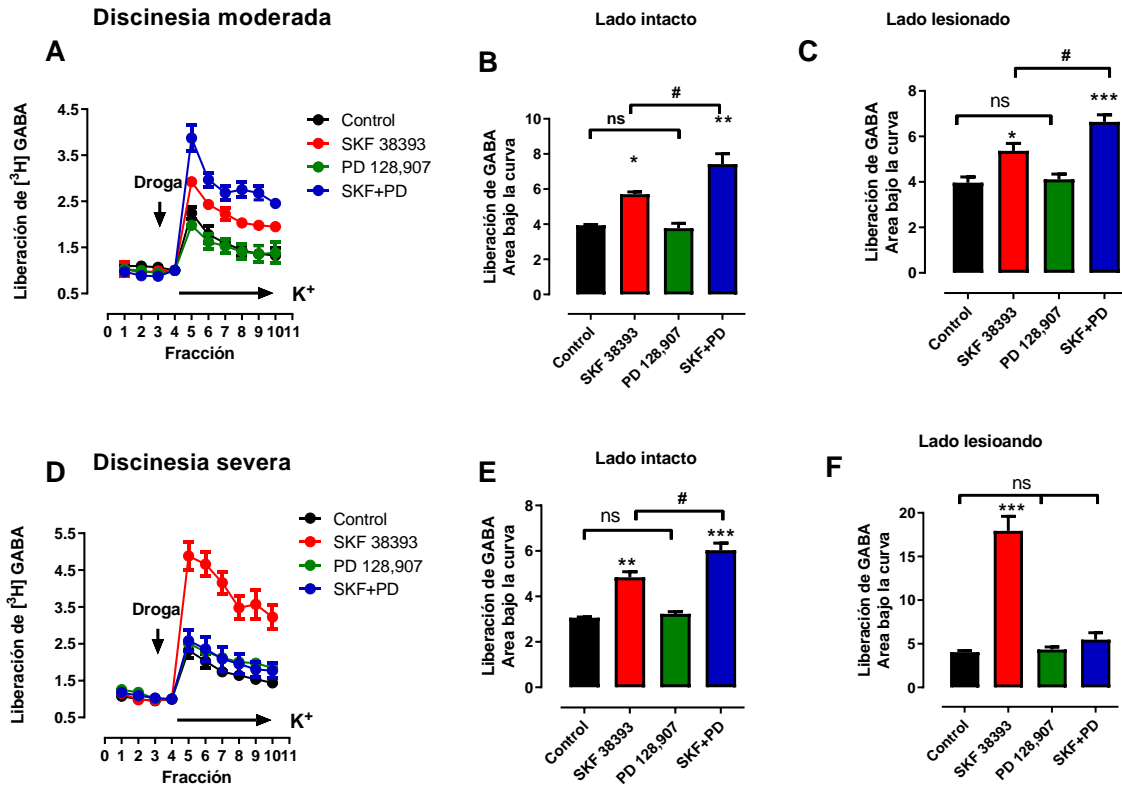 Discinesia moderada
A
Liberación de [³H] GABA
4.5
3.5
2.5
1.5
0.5
Droga
Control
SKF 38393
PD 128,907
SKF+PD
K⁺
0 1 2 3 4 5 6 7 8 9 10 11
Fracción
Lado intacto
B
Liberación de GABA
Area bajo la curva
10
8
6
4
2
0
ns
#
*
**
Control
SKF 38393
PD 128,907
SKF+PD
Lado lesionado
C
Liberación de GABA
Area bajo la curva
8
6
4
2
0
ns
#
*
***
Control
SKF 38393
PD 128,907
SKF+PD
Discinesia severa
D
Liberación de [³H] GABA
5.5
4.5
3.5
2.5
1.5
0.5
Droga
Control
SKF 38393
PD 128,907
SKF+PD
K⁺
0 1 2 3 4 5 6 7 8 9 10 11
Fracción
Lado intacto
E
Liberación de GABA
Area bajo la curva
8
6
4
2
0
ns
#
**
***
Control
SKF 38393
PD 128,907
SKF+PD
Lado lesioando
F
Liberación de GABA
Area bajo la curva
20
15
10
5
0
ns
***
Control
SKF 38393
PD 128,907
SKF+PD